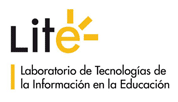 Lite
Laboratorio de Tecnologías de
la Información en la Educación